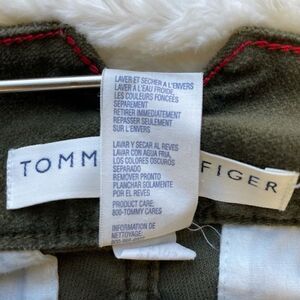 LAVER ET SECHER A L'ENVERS
LAVER A L'EAU FROIDE,
LES COULEURS FONCEES
SEPAREMENT
RETIRER IMMEDIATEMENT
REPASSER SEULEMENT
SUR L'ENVERS
LAVAR Y SECAR AL REVES
LAVAR CON AGUA FRIA,
LOS COLORES OSCUROS
SEPARADO
REMOVER PRONTO
PLANCHAR SOLAMENTE
POR EL REVES
TOMM
FIGER
PRODUCT CARE:
800-TOMMY CARES
INFORMATION DE
NETTOYAGE: